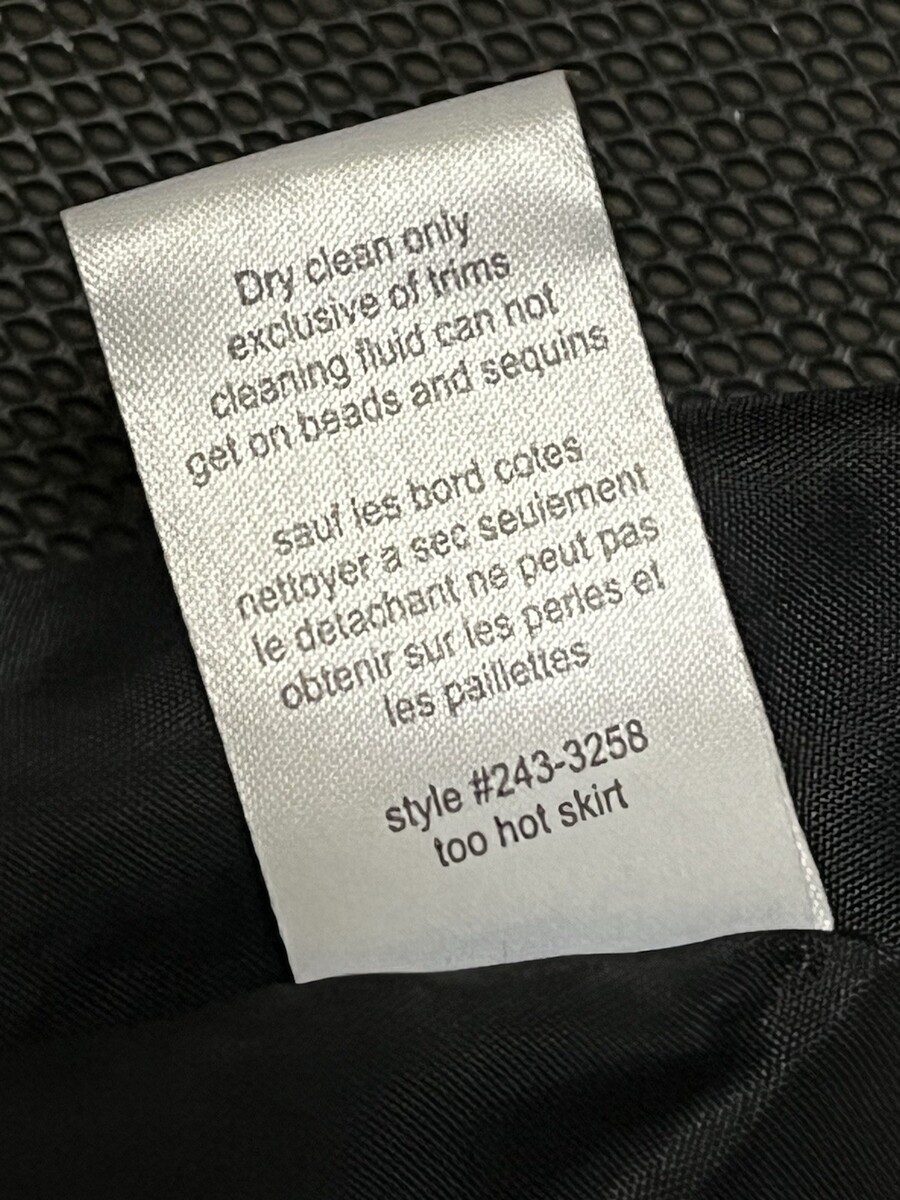 Dry clean only
exclusive of trims
cleaning fluid can not
get on beads and sequins
sauf les bord cotes
nettoyer a sec seulement
le detachant ne peut pas
obtenir sur les perles et
les paillettes
style #243-3258
too hot skirt